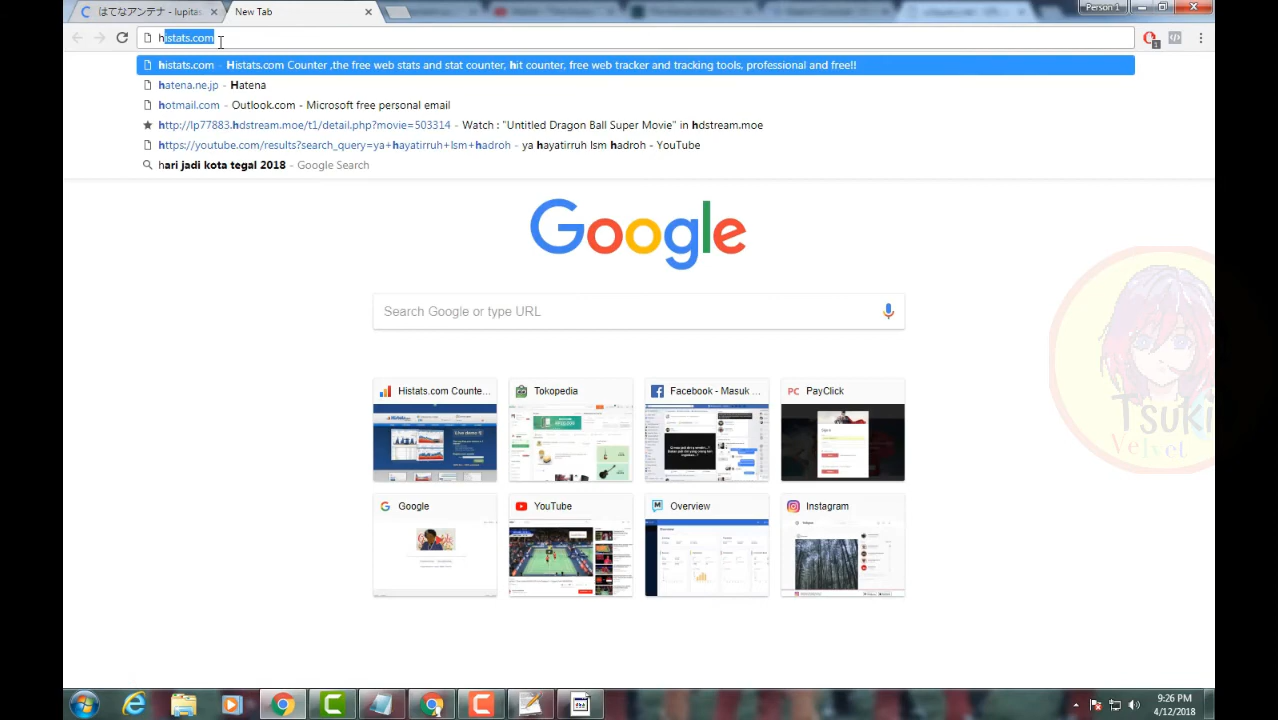 はてなアンテナ - lupitas
New Tab
Person 1
histats.com
histats.com - Histats.com Counter ,the free web stats and stat counter, hit counter, free web tracker and tracking tools, professional and free!!
hatena.ne.jp - Hatena
hotmail.com - Outlook.com - Microsoft free personal email
http://lp77883.hdstream.moe/t1/detail.php?movie=503314 - Watch : "Untitled Dragon Ball Super Movie" in hdstream.moe
https://youtube.com/results?search_query=ya+hayatirruh+lsm+hadroh - ya hayatirruh lsm hadroh - YouTube
hari jadi kota tegal 2018 - Google Search
Google
Search Google or type URL
Histats.com Counte...
Tokopedia
Facebook - Masuk ...
PC PayClick
Google
YouTube
Overview
Instagram
TSUKI
elvet
9:26 PM
4/12/2018